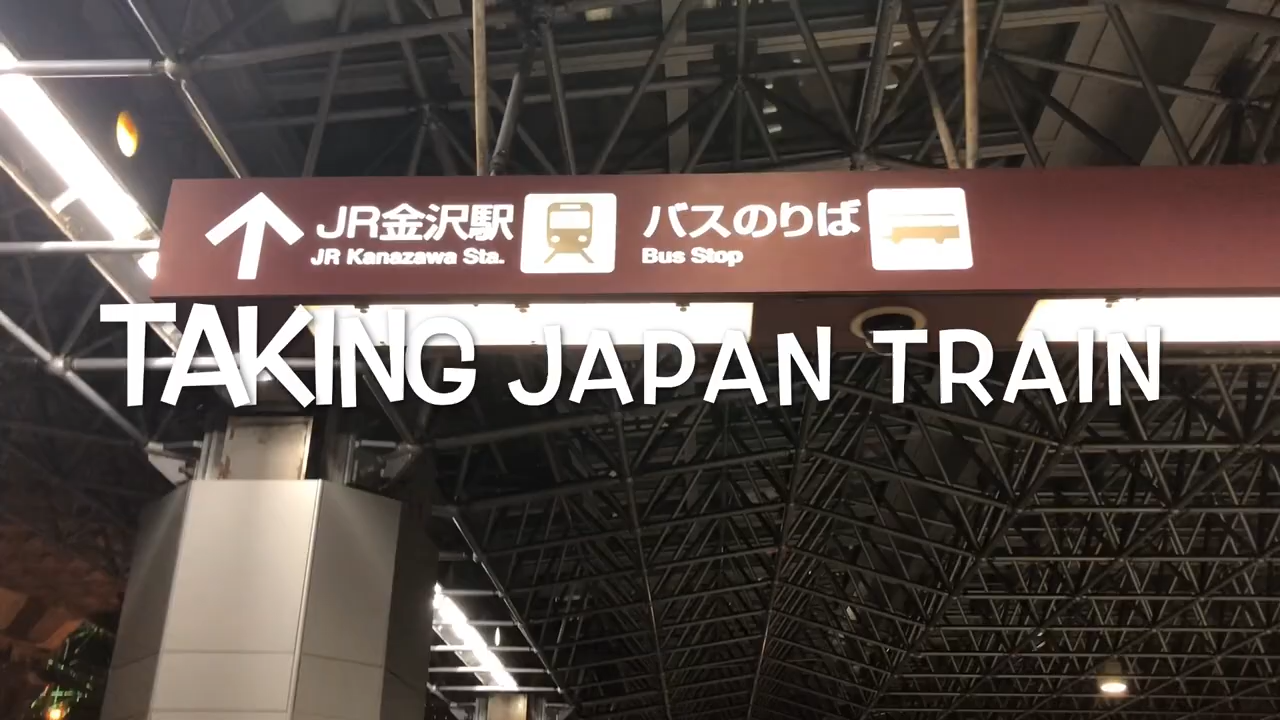 JR金沢駅
JR Kanazawa Sta.
バスのりば
Bus Stop
TAKING JAPAN TRAIN